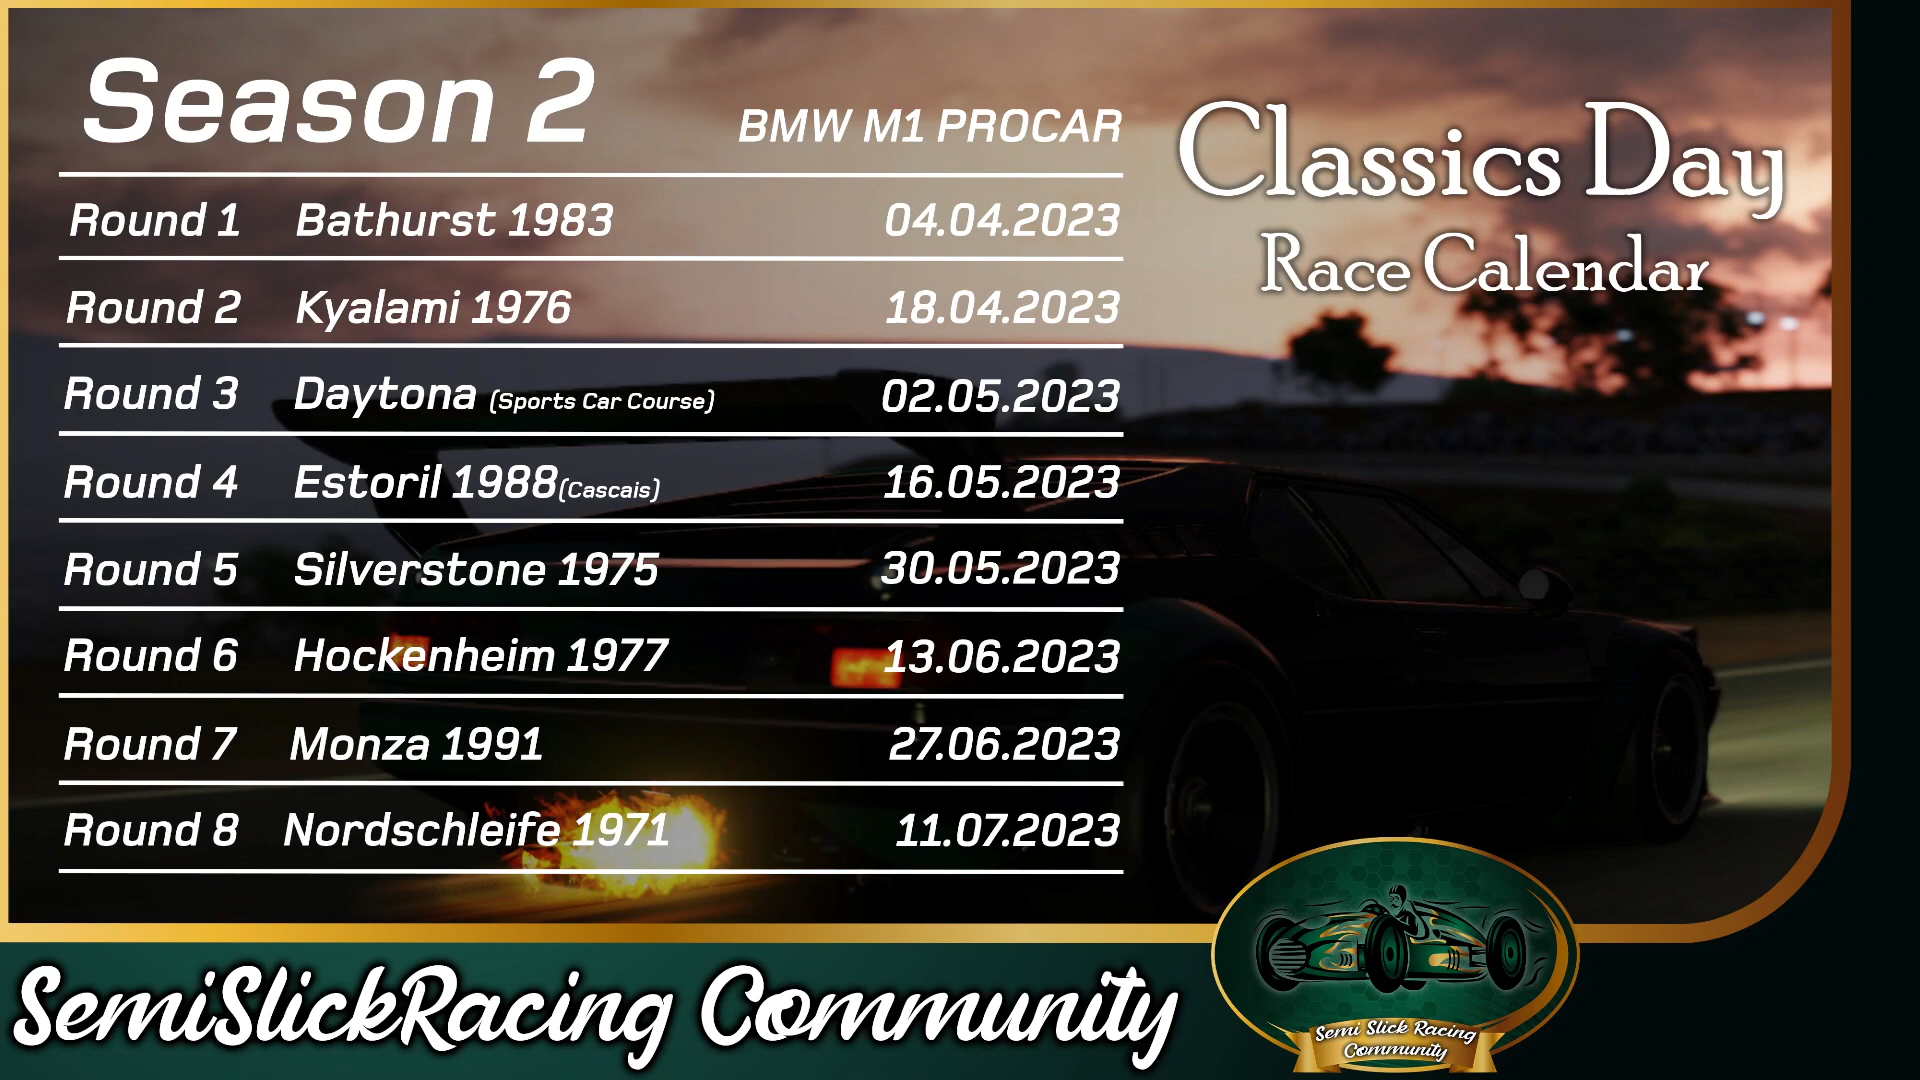 Season 2 BMW M1 PROCAR
Classics Day
Race Calendar
Round 1 Bathurst 1983 04.04.2023
Round 2 Kyalami 1976 18.04.2023
Round 3 Daytona (Sports Car Course) 02.05.2023
Round 4 Estoril 1988(Cascais) 16.05.2023
Round 5 Silverstone 1975 30.05.2023
Round 6 Hockenheim 1977 13.06.2023
Round 7 Monza 1991 27.06.2023
Round 8 Nordschleife 1971 11.07.2023
SemiSlickRacing Community
Semi Slick Racing
Community